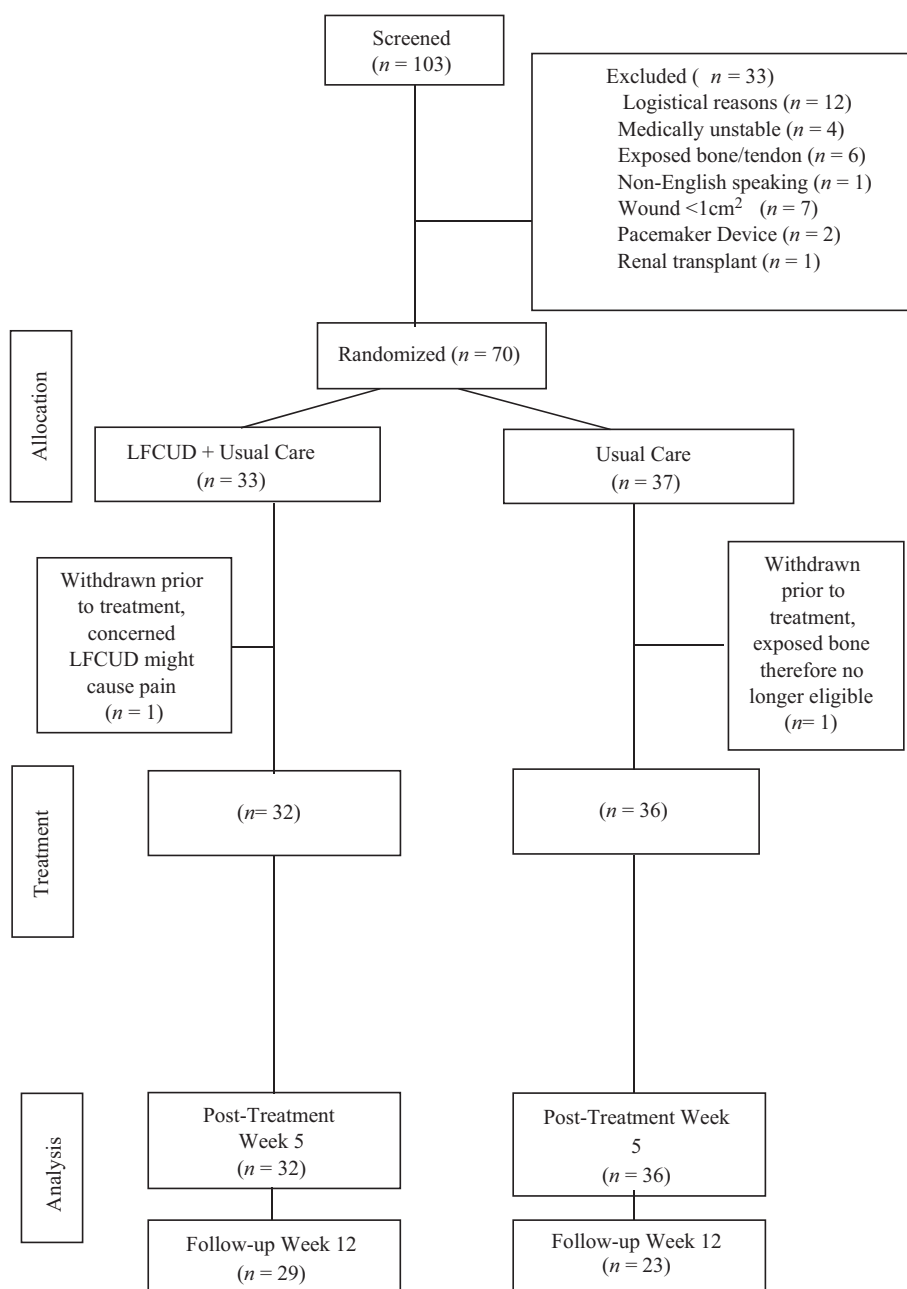 Screened
(n = 103)
Excluded ( n = 33)
Logistical reasons (n = 12)
Medically unstable (n = 4)
Exposed bone/tendon (n = 6)
Non-English speaking (n = 1)
Wound <1cm² (n = 7)
Pacemaker Device (n = 2)
Renal transplant (n = 1)
Randomized (n = 70)
Allocation
LFCUD + Usual Care
(n = 33)
Usual Care
(n = 37)
Withdrawn prior
to treatment,
concerned
LFCUD might
cause pain
(n = 1)
Withdrawn
prior to
treatment,
exposed bone
therefore no
longer eligible
(n= 1)
Treatment
(n= 32)
(n = 36)
Analysis
Post-Treatment
Week 5
(n = 32)
Post-Treatment Week
5
(n = 36)
Follow-up Week 12
(n = 29)
Follow-up Week 12
(n = 23)